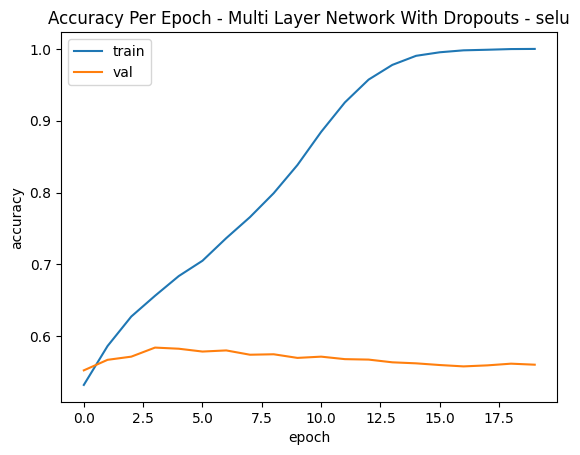 Accuracy Per Epoch - Multi Layer Network With Dropouts - selu
train
val
accuracy
1.0
0.9
0.8
0.7
0.6
0.0 2.5 5.0 7.5 10.0 12.5 15.0 17.5
epoch